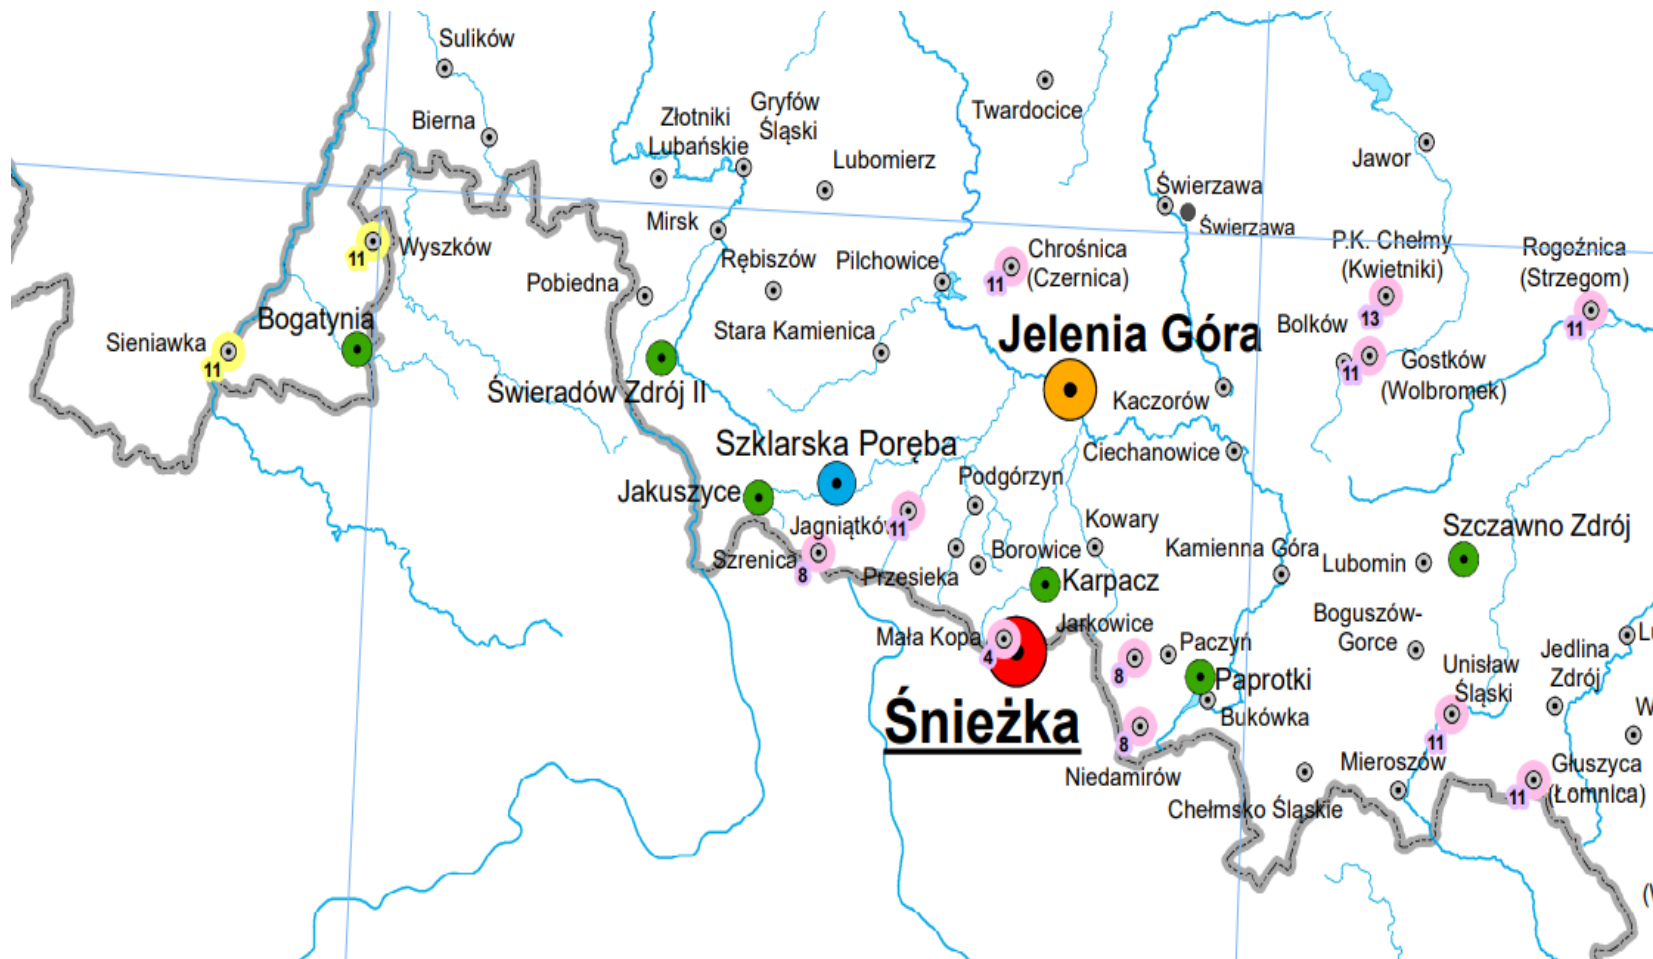 Sulików
Bierna
Złotniki
Lubańskie
Gryfów
Śląski
Lubomierz
Twardocice
Jawor
Świerzawa
Świerzawa
Mirsk
Wyszków
11
Rębiszów
Pilchowice
Chrośnica
(Czernica)
11
P.K. Chełmy
(Kwietniki)
13
Rogoźnica
(Strzegom)
11
Pobiedna
Bogatynia
Sieniawka
11
Stara Kamienica
Jelenia Góra
Bolków
11
Gostków
(Wolbromek)
Świeradów Zdrój II
Kaczorów
Szklarska Poręba
Ciechanowice
Jakuszyce
Podgórzyn
Jagniątków
11
Kowary
Szczawno Zdrój
Szrenica
8
Borowice
Kamienna Góra
Lubomin
Przesieka
Karpacz
Boguszów-
Gorce
Mała Kopa
4
Jarkowice
8
Paczyń
Jedlina
Zdrój
Unisław
Śląski
11
Paprotki
Śnieżka
Bukówka
8
Niedamirów
Mieroszów
Głuszyca
(Łomnica)
11
Chełmsko Śląskie